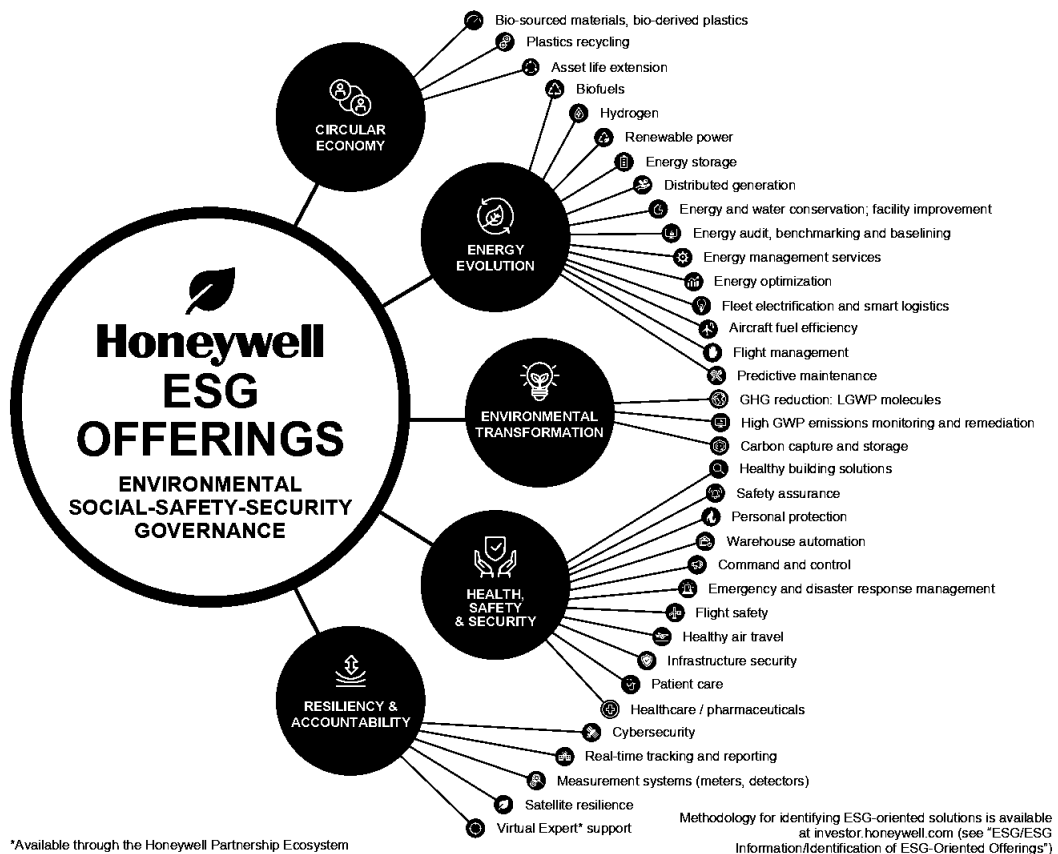 Bio-sourced materials, bio-derived plastics
Plastics recycling
Asset life extension
CIRCULAR
ECONOMY
Biofuels
Hydrogen
Renewable power
Energy storage
Distributed generation
Energy and water conservation; facility improvement
Energy audit, benchmarking and baselining
Energy management services
Energy optimization
Fleet electrification and smart logistics
Aircraft fuel efficiency
Flight management
Predictive maintenance
ENERGY
EVOLUTION
Honeywell
ESG
OFFERINGS
ENVIRONMENTAL
SOCIAL-SAFETY-SECURITY
GOVERNANCE
ENVIRONMENTAL
TRANSFORMATION
GHG reduction: LGWP molecules
High GWP emissions monitoring and remediation
Carbon capture and storage
Healthy building solutions
Safety assurance
Personal protection
Warehouse automation
Command and control
Emergency and disaster response management
Flight safety
Healthy air travel
Infrastructure security
Patient care
Healthcare / pharmaceuticals
HEALTH,
SAFETY
& SECURITY
RESILIENCY &
ACCOUNTABILITY
Cybersecurity
Real-time tracking and reporting
Measurement systems (meters, detectors)
Satellite resilience
Virtual Expert* support
*Available through the Honeywell Partnership Ecosystem
Methodology for identifying ESG-oriented solutions is available
at investor.honeywell.com (see "ESG/ESG
Information/Identification of ESG-Oriented Offerings")